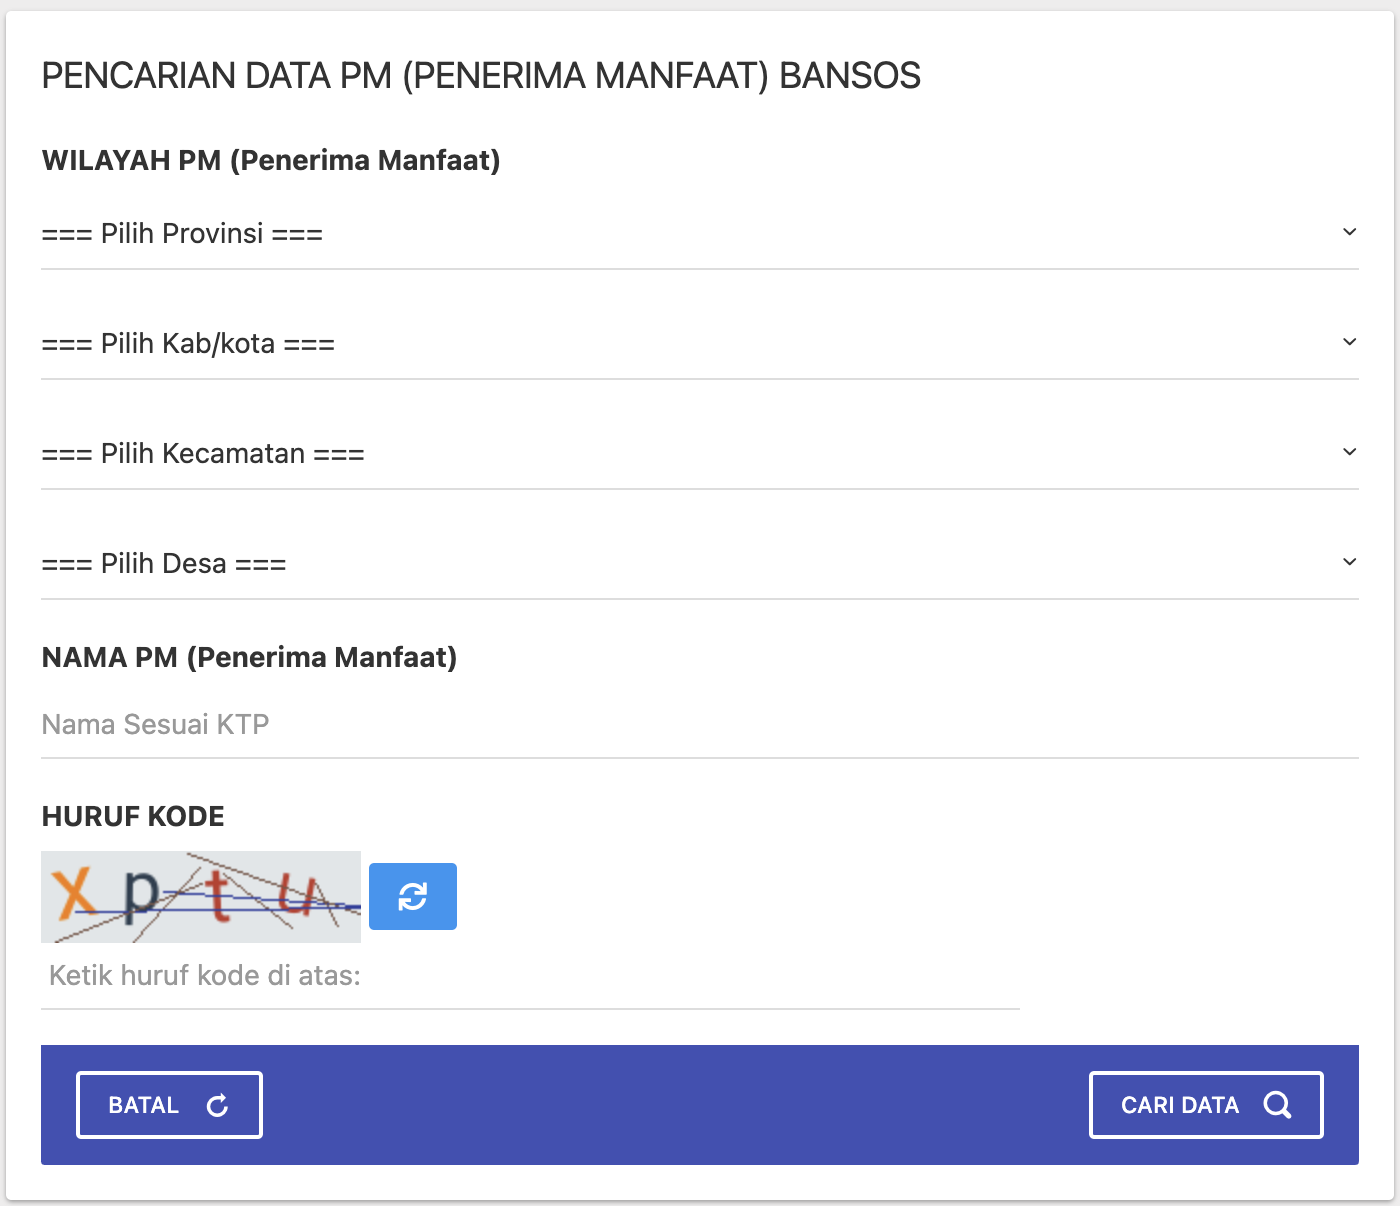 PENCARIAN DATA PM (PENERIMA MANFAAT) BANSOS
WILAYAH PM (Penerima Manfaat)
=== Pilih Provinsi ===
=== Pilih Kab/kota ===
=== Pilih Kecamatan ===
=== Pilih Desa ===
NAMA PM (Penerima Manfaat)
Nama Sesuai KTP
HURUF KODE
x p t u
Ketik huruf kode di atas:
BATAL
CARI DATA